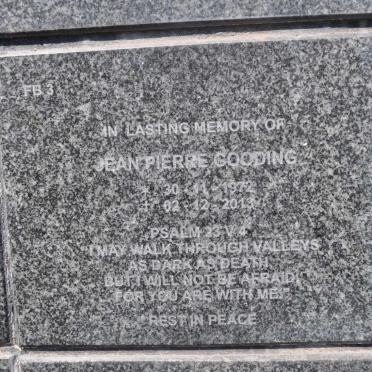 FB 3
IN LASTING MEMORY OF
JEAN PIERRE GOODING
* 30 - 11 - 1972
+ 02 - 12 - 2013
PSALM 23 V 4
I MAY WALK THROUGH VALLEYS
AS DARK AS DEATH,
BUT I WILL NOT BE AFRAID!
FOR YOU ARE WITH ME.
REST IN PEACE